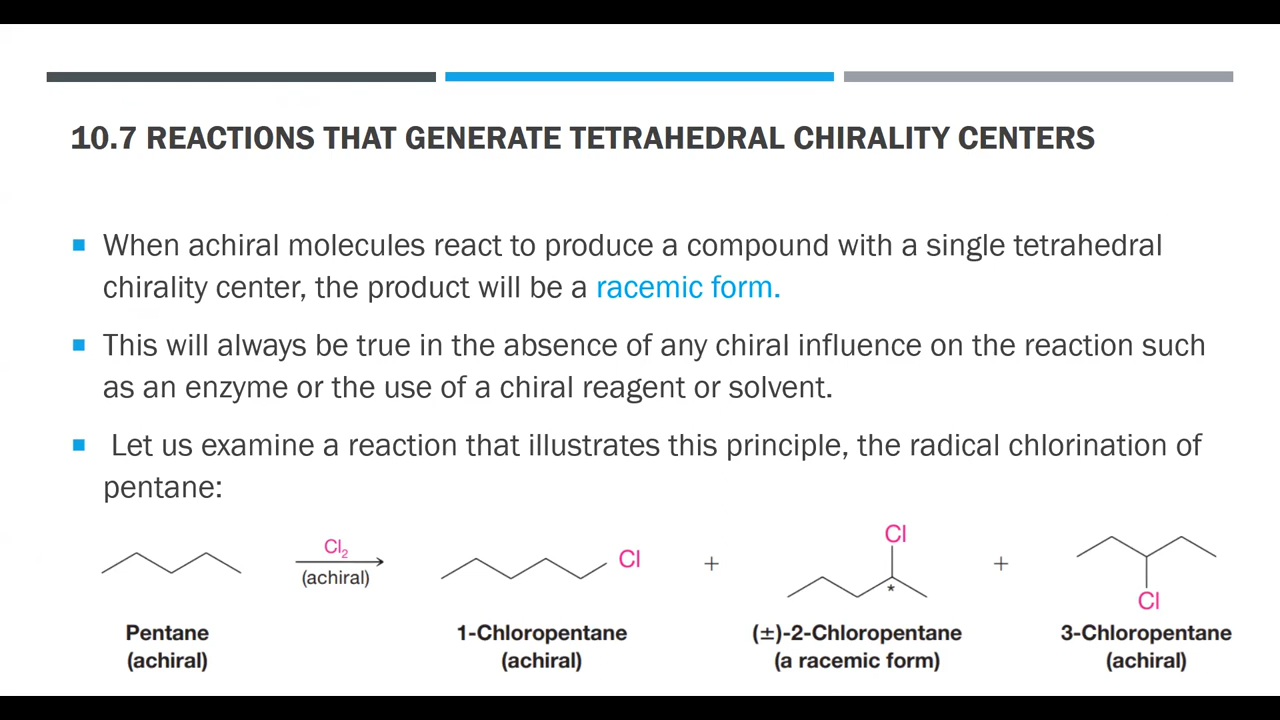 10.7 REACTIONS THAT GENERATE TETRAHEDRAL CHIRALITY CENTERS
When achiral molecules react to produce a compound with a single tetrahedral
chirality center, the product will be a racemic form.
This will always be true in the absence of any chiral influence on the reaction such
as an enzyme or the use of a chiral reagent or solvent.
Let us examine a reaction that illustrates this principle, the radical chlorination of
pentane:
Cl₂
(achiral)
Cl
+
Cl
*
+
Cl
Pentane
(achiral)
1-Chloropentane
(achiral)
(±)-2-Chloropentane
(a racemic form)
3-Chloropentane
(achiral)